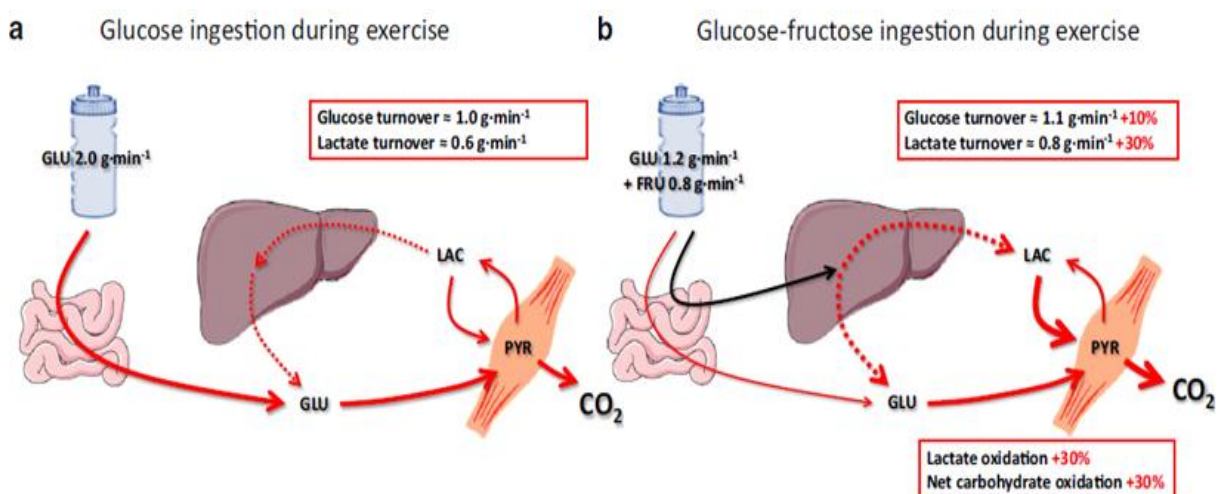 a Glucose ingestion during exercise
Glucose turnover ≈ 1.0 g·min⁻¹
Lactate turnover ≈ 0.6 g·min⁻¹
GLU 2.0 g·min⁻¹
LAC
PYR
GLU
CO₂
b Glucose-fructose ingestion during exercise
Glucose turnover ≈ 1.1 g·min⁻¹ +10%
Lactate turnover ≈ 0.8 g·min⁻¹ +30%
GLU 1.2 g·min⁻¹
+ FRU 0.8 g·min⁻¹
LAC
PYR
GLU
CO₂
Lactate oxidation +30%
Net carbohydrate oxidation +30%